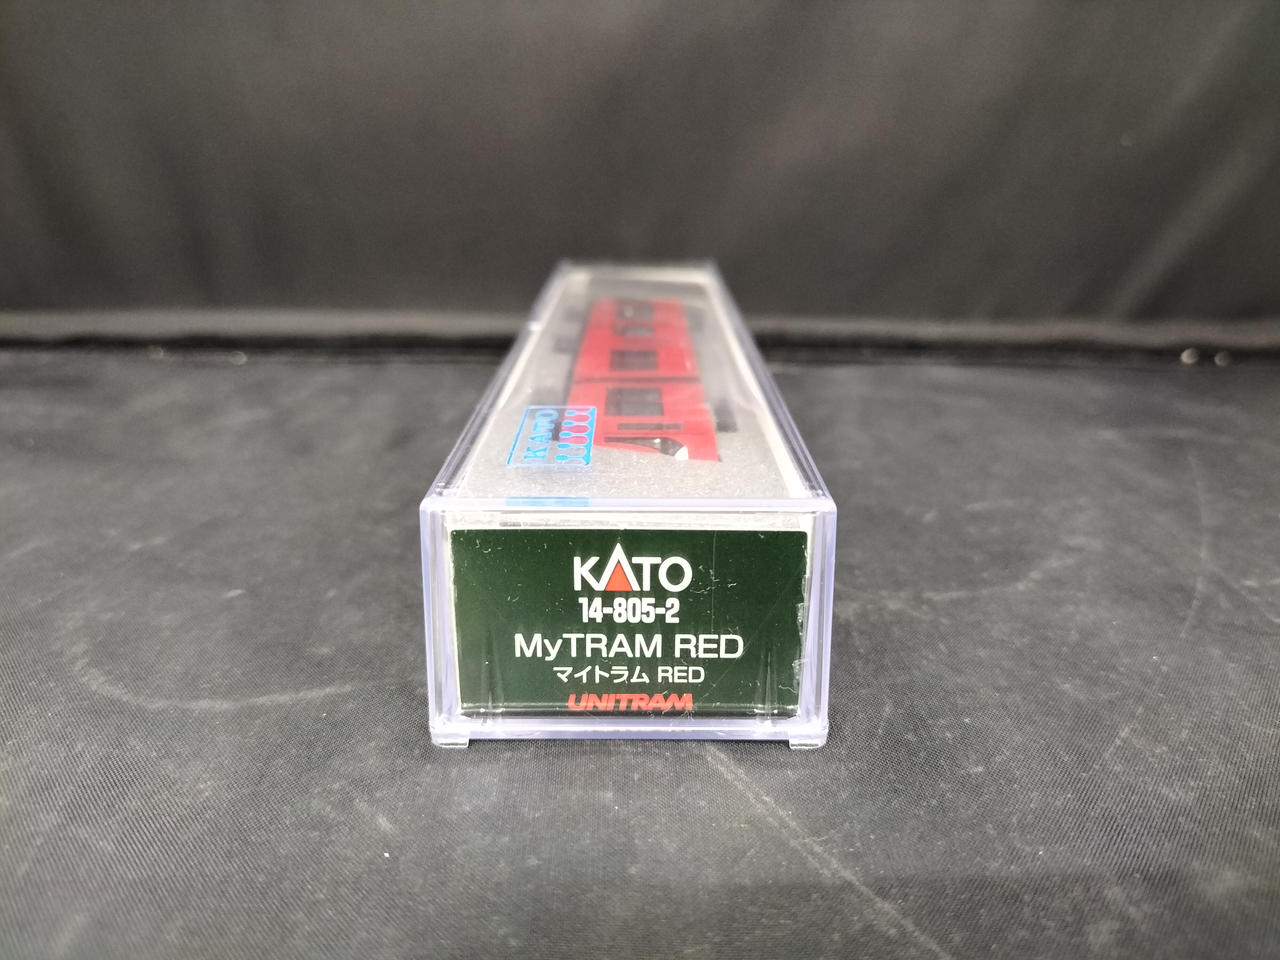 KATO
KATO
14-805-2
MyTRAM RED
マイトラム RED
UNITRAM